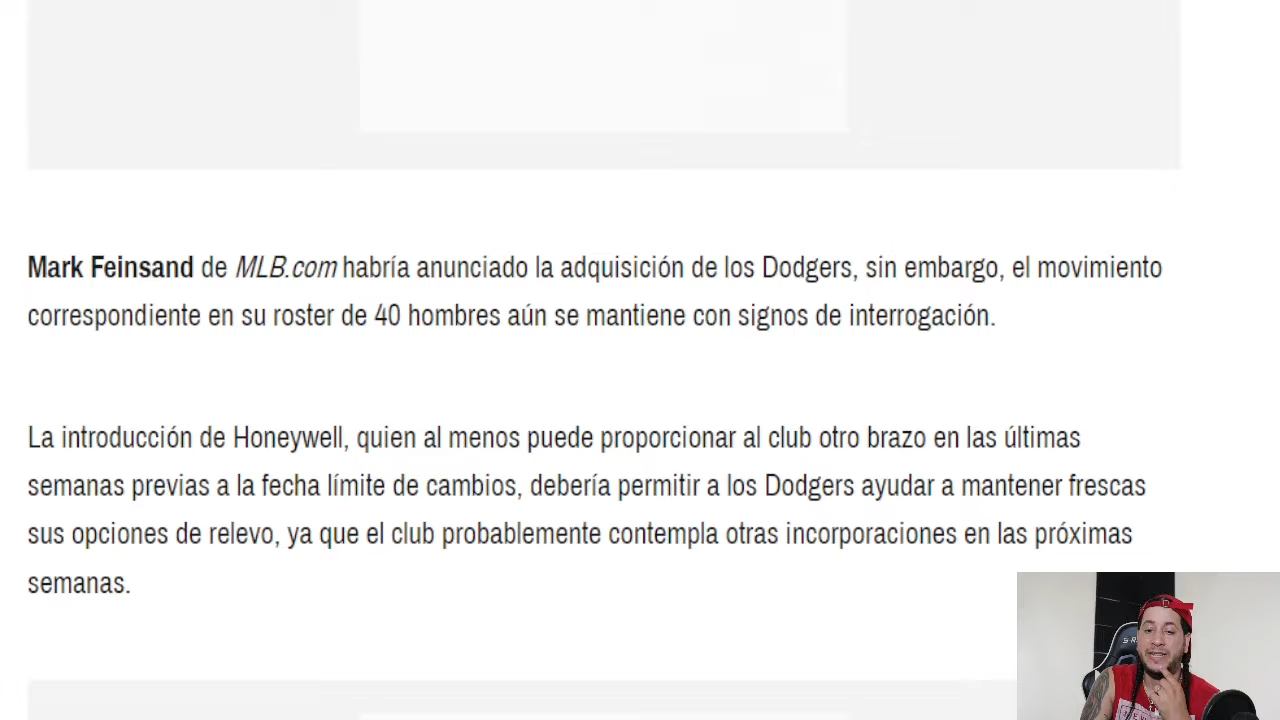 Mark Feinsand de MLB.com habría anunciado la adquisición de los Dodgers, sin embargo, el movimiento
correspondiente en su roster de 40 hombres aún se mantiene con signos de interrogación.
La introducción de Honeywell, quien al menos puede proporcionar al club otro brazo en las últimas
semanas previas a la fecha límite de cambios, debería permitir a los Dodgers ayudar a mantener frescas
sus opciones de relevo, ya que el club probablemente contempla otras incorporaciones en las próximas
semanas.